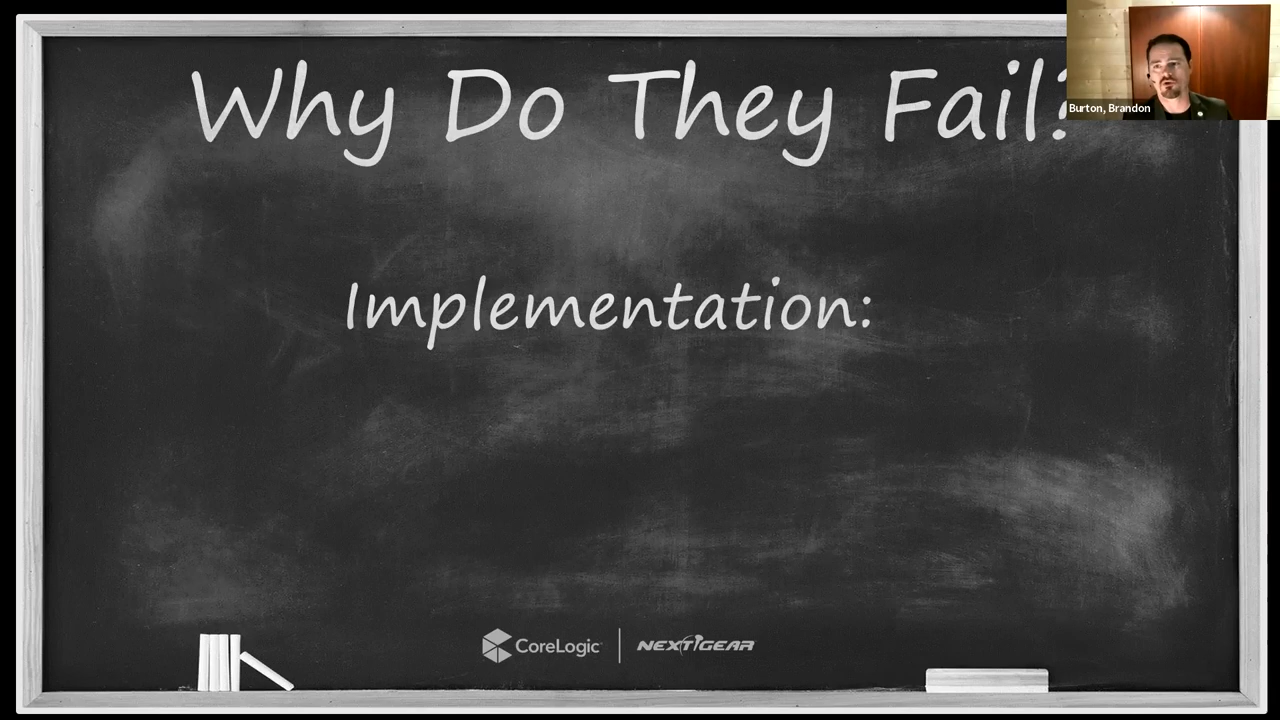 Why Do They Fail?
Burton, Brandon
Implementation:
CoreLogic
NEXTGEAR